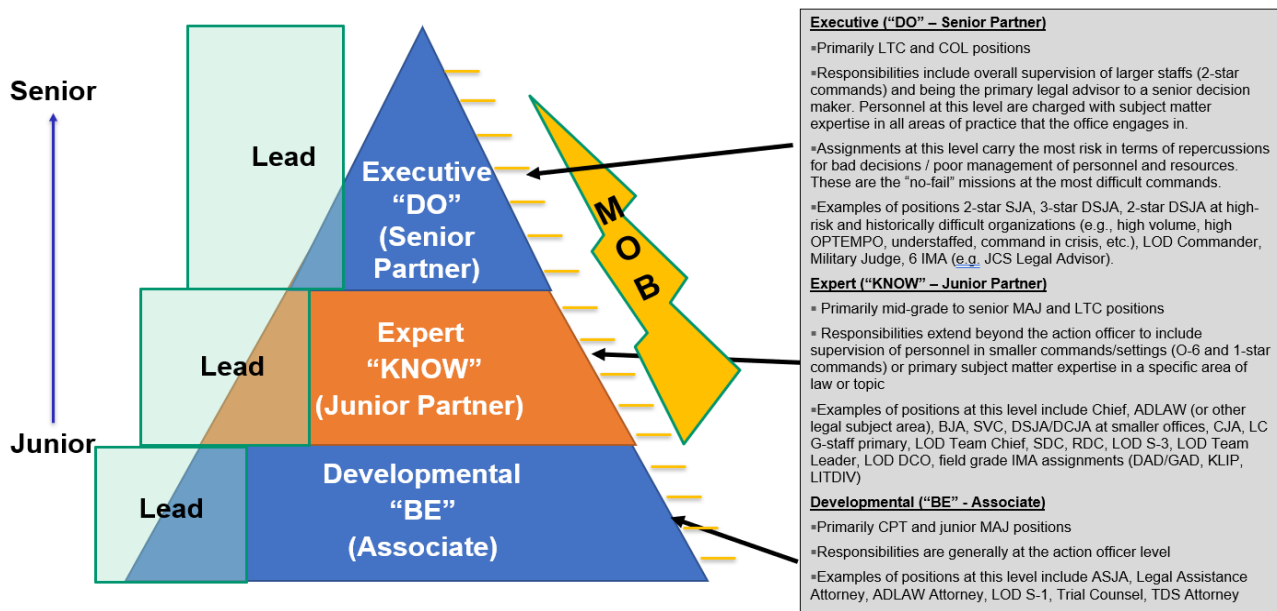 Senior
Junior
Lead
Lead
Lead
Executive
“DO”
(Senior
Partner)
Expert
“KNOW”
(Junior Partner)
Developmental
“BE”
(Associate)
M
O
B
Executive (“DO” – Senior Partner)
▪Primarily LTC and COL positions
▪Responsibilities include overall supervision of larger staffs (2-star
commands) and being the primary legal advisor to a senior decision
maker. Personnel at this level are charged with subject matter
expertise in all areas of practice that the office engages in.
▪Assignments at this level carry the most risk in terms of repercussions
for bad decisions / poor management of personnel and resources.
These are the “no-fail” missions at the most difficult commands.
▪Examples of positions 2-star SJA, 3-star DSJA, 2-star DSJA at high-
risk and historically difficult organizations (e.g., high volume, high
OPTEMPO, understaffed, command in crisis, etc.), LOD Commander,
Military Judge, 6 IMA (e.g. JCS Legal Advisor).
Expert (“KNOW” – Junior Partner)
▪ Primarily mid-grade to senior MAJ and LTC positions
▪ Responsibilities extend beyond the action officer to include
supervision of personnel in smaller commands/settings (O-6 and 1-star
commands) or primary subject matter expertise in a specific area of
law or topic
▪Examples of positions at this level include Chief, ADLAW (or other
legal subject area), BJA, SVC, DSJA/DCJA at smaller offices, CJA, LC
G-staff primary, LOD Team Chief, SDC, RDC, LOD S-3, LOD Team
Leader, LOD DCO, field grade IMA assignments (DAD/GAD, KLIP,
LITDIV)
Developmental (“BE” - Associate)
▪Primarily CPT and junior MAJ positions
▪Responsibilities are generally at the action officer level
▪Examples of positions at this level include ASJA, Legal Assistance
Attorney, ADLAW Attorney, LOD S-1, Trial Counsel, TDS Attorney